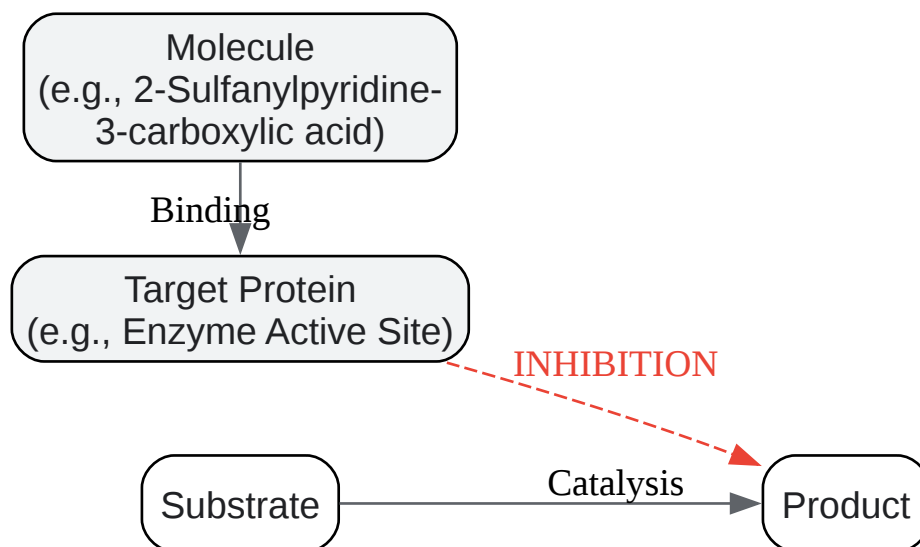 Molecule
(e.g., 2-Sulfanylpyridine-
3-carboxylic acid)
Binding
Target Protein
(e.g., Enzyme Active Site)
INHIBITION
Catalysis
Substrate
Product